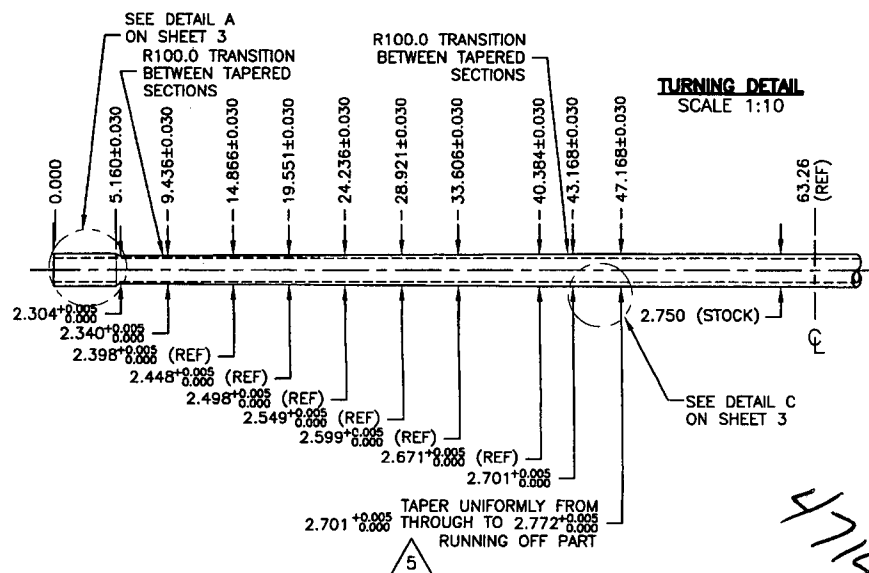 SEE DETAIL A
ON SHEET 3
R100.0 TRANSITION
BETWEEN TAPERED
SECTIONS
R100.0 TRANSITION
BETWEEN TAPERED
SECTIONS
TURNING DETAIL
SCALE 1:10
0.000
5.160±0.030
9.436±0.030
14.866±0.030
19.551±0.030
24.236±0.030
28.921±0.030
33.606±0.030
40.384±0.030
43.168±0.030
47.168±0.030
63.26
(REF)
2.304+0.005 0.000
2.340+0.005 0.000
2.398+0.005 0.000 (REF)
2.448+0.005 0.000 (REF)
2.498+0.005 0.000 (REF)
2.549+0.005 0.000 (REF)
2.599+0.005 0.000 (REF)
2.671+0.005 0.000 (REF)
2.701+0.005 0.000
2.750 (STOCK)
SEE DETAIL C
ON SHEET 3
TAPER UNIFORMLY FROM
2.701 +0.005 0.000 THROUGH TO 2.772+0.005 0.000
RUNNING OFF PART
5